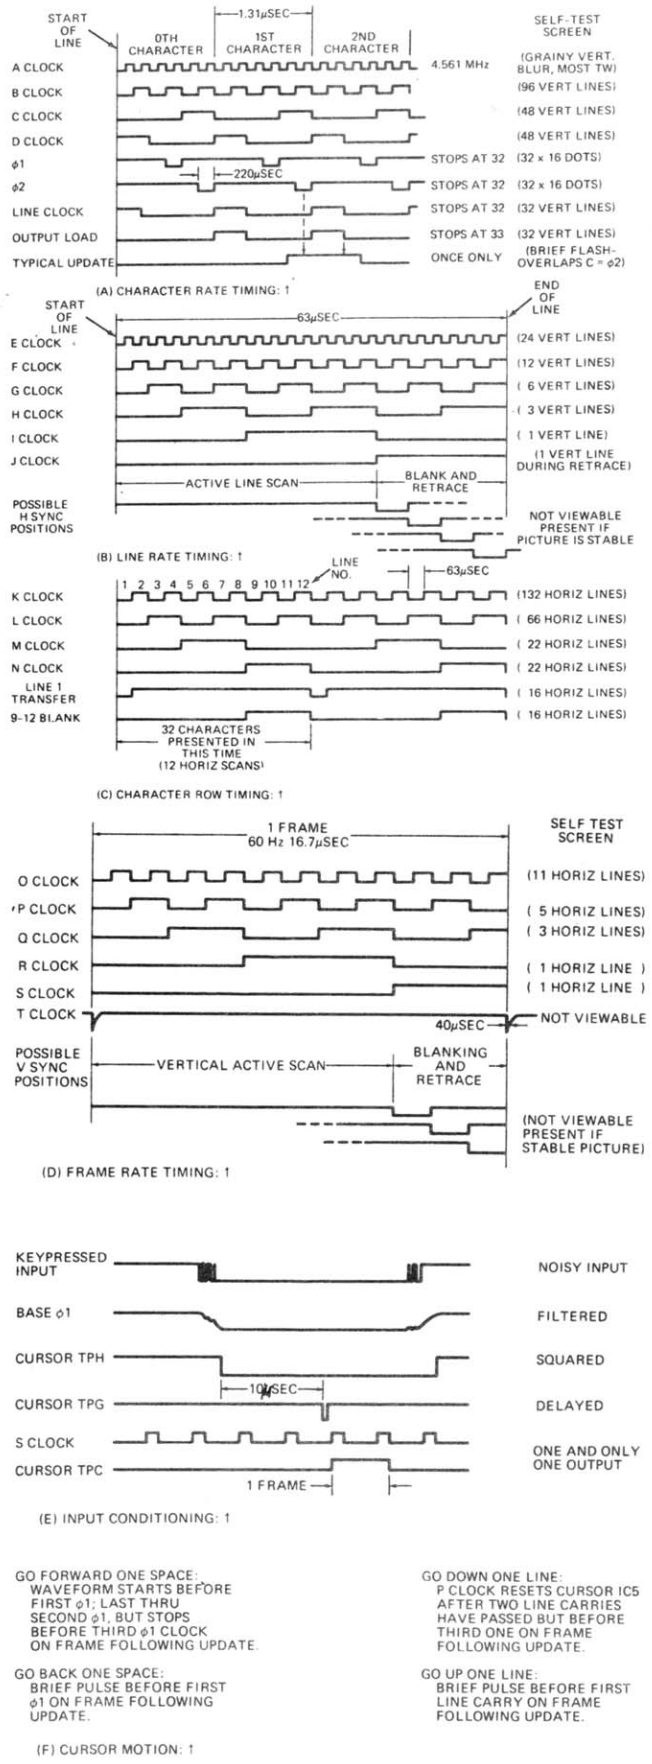 START OF LINE
1.31µSEC
0TH CHARACTER
1ST CHARACTER
2ND CHARACTER
SELF-TEST SCREEN
A CLOCK 4.561 MHz (GRAINY VERT. BLUR, MOST TW)
B CLOCK (96 VERT LINES)
C CLOCK (48 VERT LINES)
D CLOCK (48 VERT LINES)
φ1 STOPS AT 32 (32 x 16 DOTS)
220µSEC
φ2 STOPS AT 32 (32 x 16 DOTS)
LINE CLOCK STOPS AT 32 (32 VERT LINES)
OUTPUT LOAD STOPS AT 33 (32 VERT LINES)
TYPICAL UPDATE ONCE ONLY (BRIEF FLASH- OVERLAPS C = φ2)
(A) CHARACTER RATE TIMING: ↑
START OF LINE
63µSEC
END OF LINE
E CLOCK (24 VERT LINES)
F CLOCK (12 VERT LINES)
G CLOCK ( 6 VERT LINES)
H CLOCK ( 3 VERT LINES)
I CLOCK ( 1 VERT LINE)
J CLOCK (1 VERT LINE DURING RETRACE)
ACTIVE LINE SCAN
BLANK AND RETRACE
POSSIBLE H SYNC POSITIONS
NOT VIEWABLE PRESENT IF PICTURE IS STABLE
(B) LINE RATE TIMING: ↑
1 2 3 4 5 6 7 8 9 10 11 12
LINE NO.
63µSEC
K CLOCK (132 HORIZ LINES)
L CLOCK ( 66 HORIZ LINES)
M CLOCK ( 22 HORIZ LINES)
N CLOCK ( 22 HORIZ LINES)
LINE 1 TRANSFER ( 16 HORIZ LINES)
9-12 BLANK ( 16 HORIZ LINES)
32 CHARACTERS
PRESENTED IN
THIS TIME
(12 HORIZ SCANS)
(C) CHARACTER ROW TIMING: ↑
1 FRAME
60 Hz 16.7µSEC
SELF TEST SCREEN
O CLOCK (11 HORIZ LINES)
P CLOCK ( 5 HORIZ LINES)
Q CLOCK ( 3 HORIZ LINES)
R CLOCK ( 1 HORIZ LINE )
S CLOCK ( 1 HORIZ LINE )
T CLOCK 40µSEC NOT VIEWABLE
POSSIBLE V SYNC POSITIONS
VERTICAL ACTIVE SCAN
BLANKING AND RETRACE
(NOT VIEWABLE PRESENT IF STABLE PICTURE)
(D) FRAME RATE TIMING: ↑
KEYPRESSED INPUT NOISY INPUT
BASE φ1 FILTERED
CURSOR TPH SQUARED
10µSEC
CURSOR TPG DELAYED
S CLOCK
ONE AND ONLY ONE OUTPUT
CURSOR TPC
1 FRAME
(E) INPUT CONDITIONING: ↑
GO FORWARD ONE SPACE:
WAVEFORM STARTS BEFORE
FIRST φ1; LAST THRU
SECOND φ1, BUT STOPS
BEFORE THIRD φ1 CLOCK
ON FRAME FOLLOWING UPDATE.
GO DOWN ONE LINE:
P CLOCK RESETS CURSOR IC5
AFTER TWO LINE CARRIES
HAVE PASSED BUT BEFORE
THIRD ONE ON FRAME
FOLLOWING UPDATE.
GO BACK ONE SPACE:
BRIEF PULSE BEFORE FIRST
φ1 ON FRAME FOLLOWING
UPDATE.
GO UP ONE LINE:
BRIEF PULSE BEFORE FIRST
LINE CARRY ON FRAME
FOLLOWING UPDATE.
(F) CURSOR MOTION: ↑